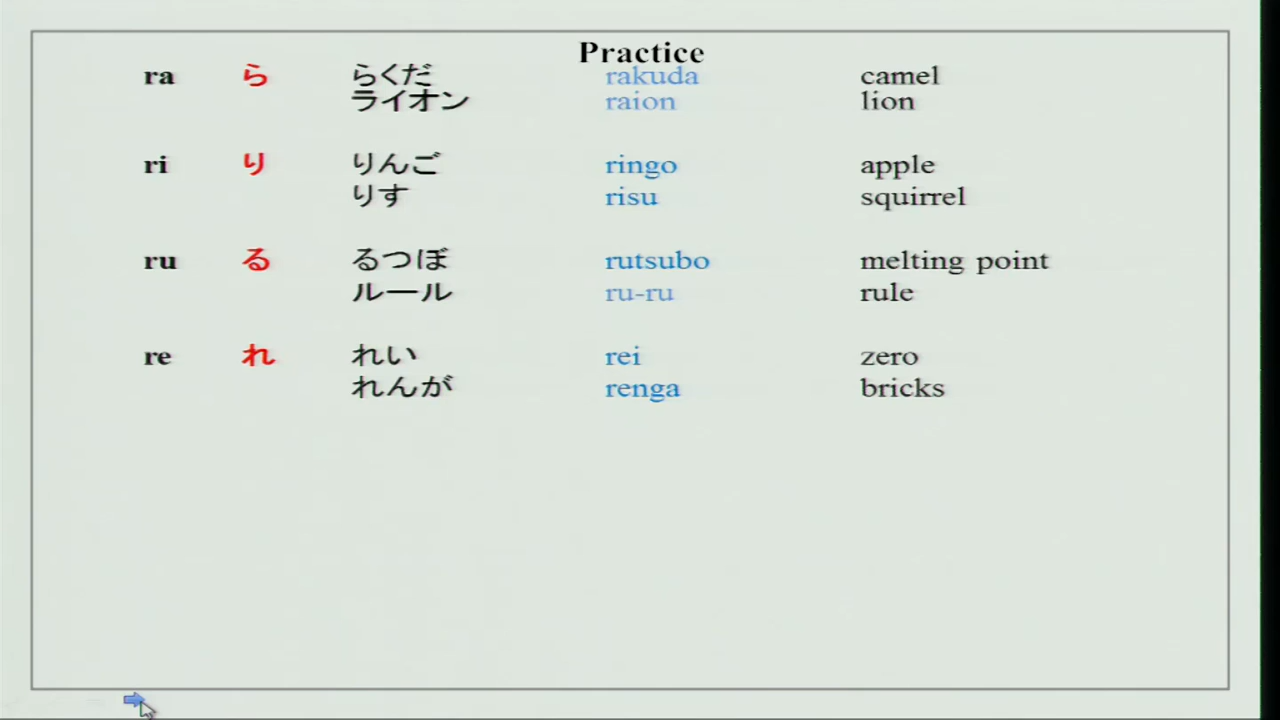 Practice
ra ら らくだ rakuda camel
ライオン raion lion
ri り りんご ringo apple
りす risu squirrel
ru る るつぼ rutsubo melting point
ルール ru-ru rule
re れ れい rei zero
れんが renga bricks